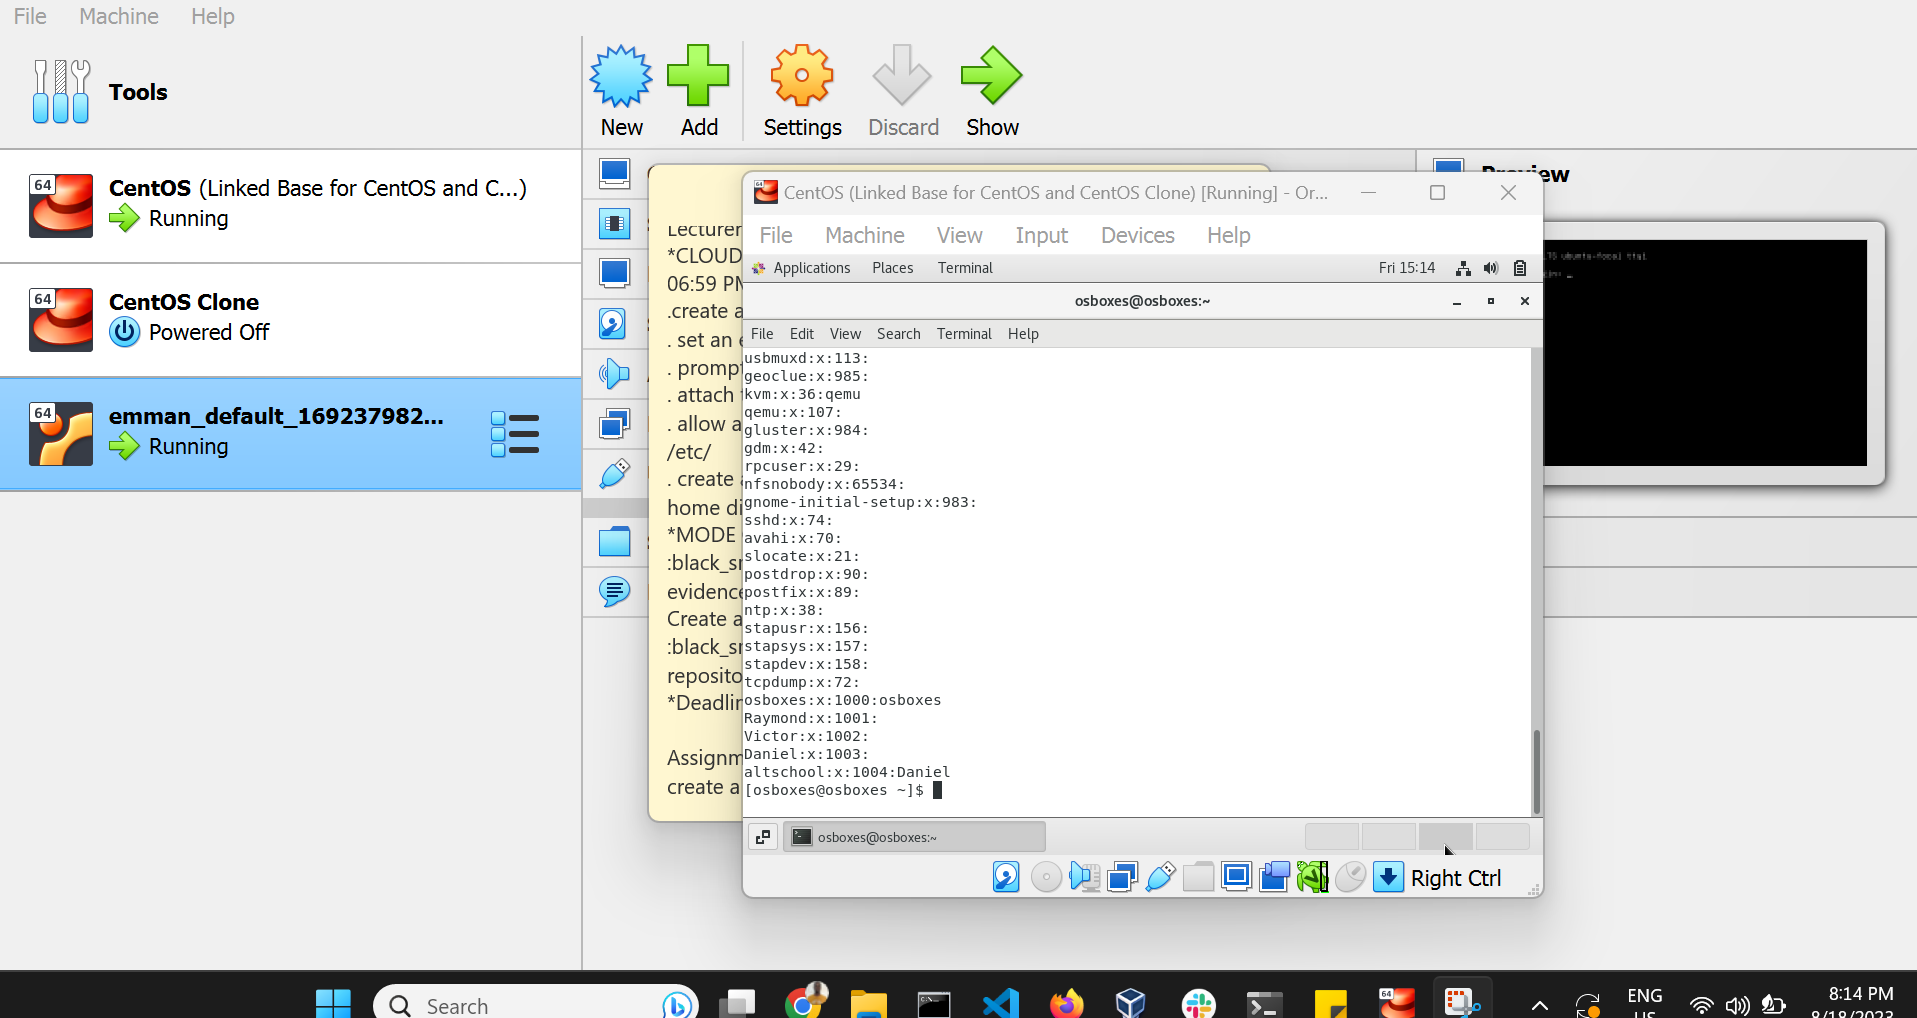 File Machine Help
Tools
New Add Settings Discard Show
64
CentOS (Linked Base for CentOS and C...)
Running
64
CentOS Clone
Powered Off
64
emman_default_169237982...
Running
Preview
Lecturer
*CLOUD
06:59 PM
.create a
. set an e
. prompt
. attach
. allow a
/etc/
. create a
home di
*MODE
:black_sm
evidence
Create a
:black_sm
reposito
*Deadlin
Assignm
create a
64
CentOS (Linked Base for CentOS and CentOS Clone) [Running] - Or...
File Machine View Input Devices Help
Applications Places Terminal Fri 15:14
osboxes@osboxes:~
File Edit View Search Terminal Help
usbmuxd:x:113:
geoclue:x:985:
kvm:x:36:qemu
qemu:x:107:
gluster:x:984:
gdm:x:42:
rpcuser:x:29:
nfsnobody:x:65534:
gnome-initial-setup:x:983:
sshd:x:74:
avahi:x:70:
slocate:x:21:
postdrop:x:90:
postfix:x:89:
ntp:x:38:
stapusr:x:156:
stapsys:x:157:
stapdev:x:158:
tcpdump:x:72:
osboxes:x:1000:osboxes
Raymond:x:1001:
Victor:x:1002:
Daniel:x:1003:
altschool:x:1004:Daniel
[osboxes@osboxes ~]$
osboxes@osboxes:~
Right Ctrl
Search
64
ENG
US
8:14 PM
8/18/2023